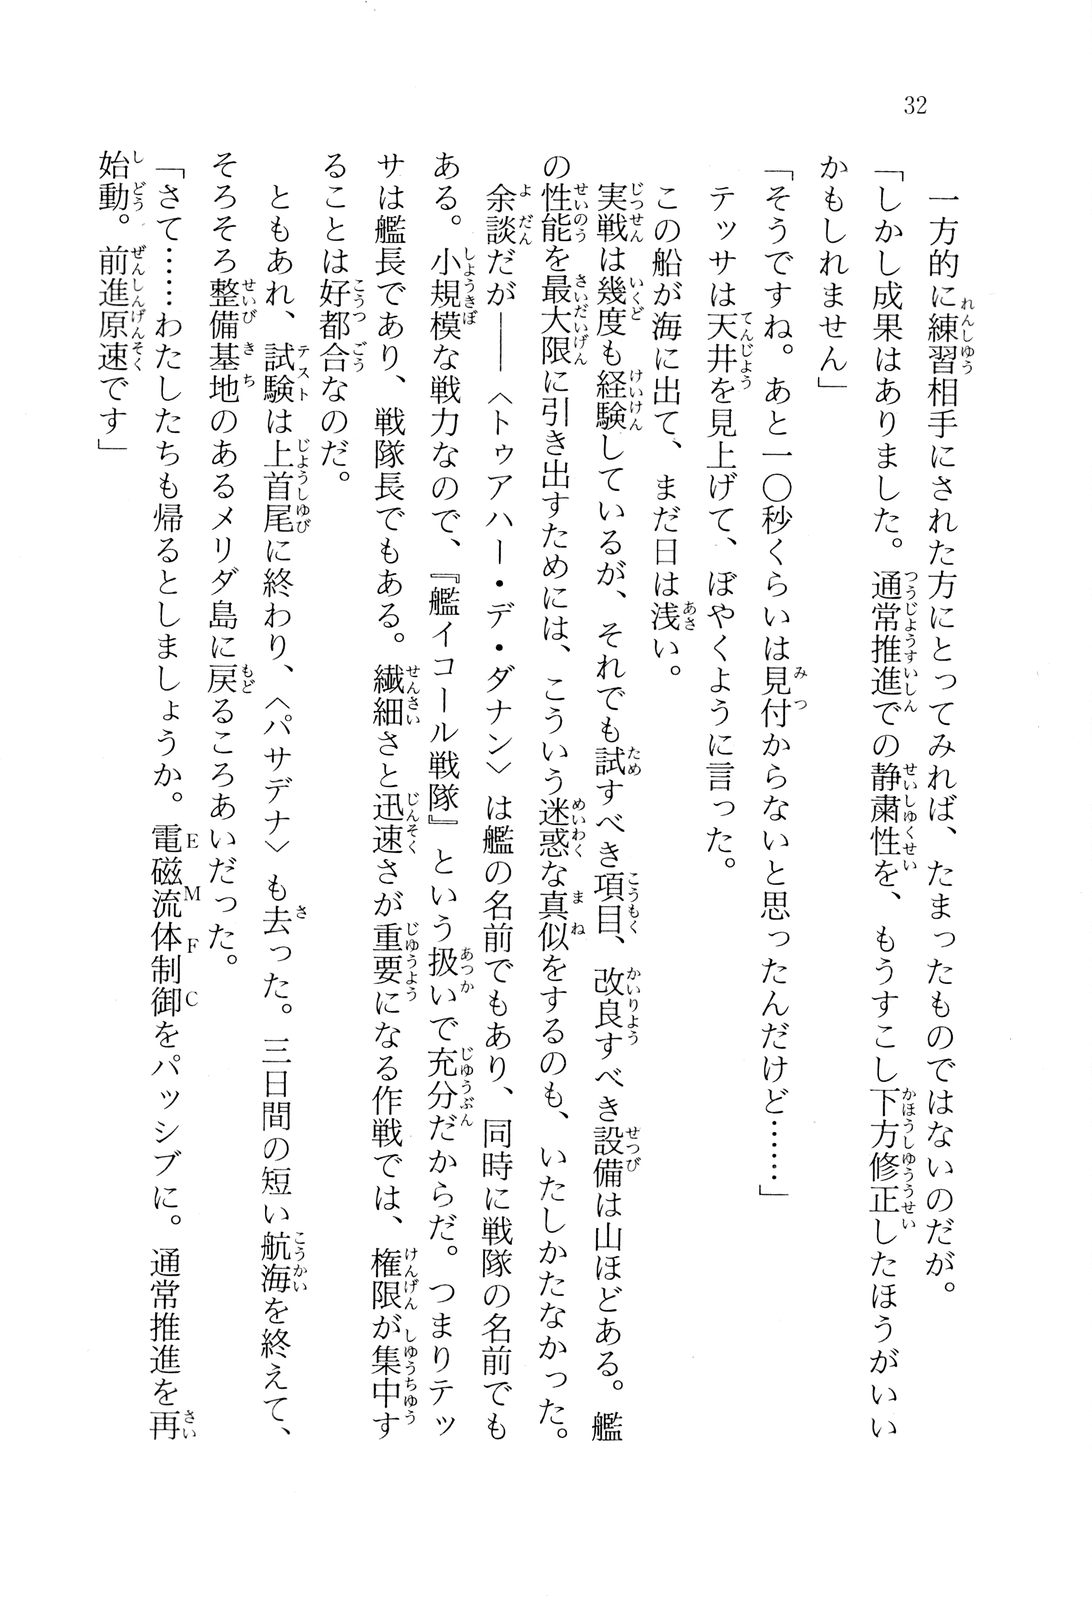 32
　一方的に練習相手にされた方にとってみれば、たまったものではないのだが。
「しかし成果はありました。通常推進での静粛性を、もうすこし下方修正したほうがいい
かもしれません」
「そうですね。あと一〇秒くらいは見付からないと思ったんだけど……」
　テッサは天井を見上げて、ぼやくように言った。
　この船が海に出て、まだ日は浅い。
　実戦は幾度も経験しているが、それでも試すべき項目、改良すべき設備は山ほどある。艦
の性能を最大限に引き出すためには、こういう迷惑な真似をするのも、いたしかたなかった。
　余談だが――〈トゥアハー・デ・ダナン〉は艦の名前でもあり、同時に戦隊の名前でも
ある。小規模な戦力なので、『艦イコール戦隊』という扱いで充分だからだ。つまりテッ
サは艦長であり、戦隊長でもある。繊細さと迅速さが重要になる作戦では、権限が集中す
ることは好都合なのだ。
　ともあれ、試験は上首尾に終わり、〈パサデナ〉も去った。三日間の短い航海を終えて、
そろそろ整備基地のあるメリダ島に戻るころあいだった。
「さて……わたしたちも帰るとしましょうか。電磁流体制御をパッシブに。通常推進を再
始動。前進原速です」